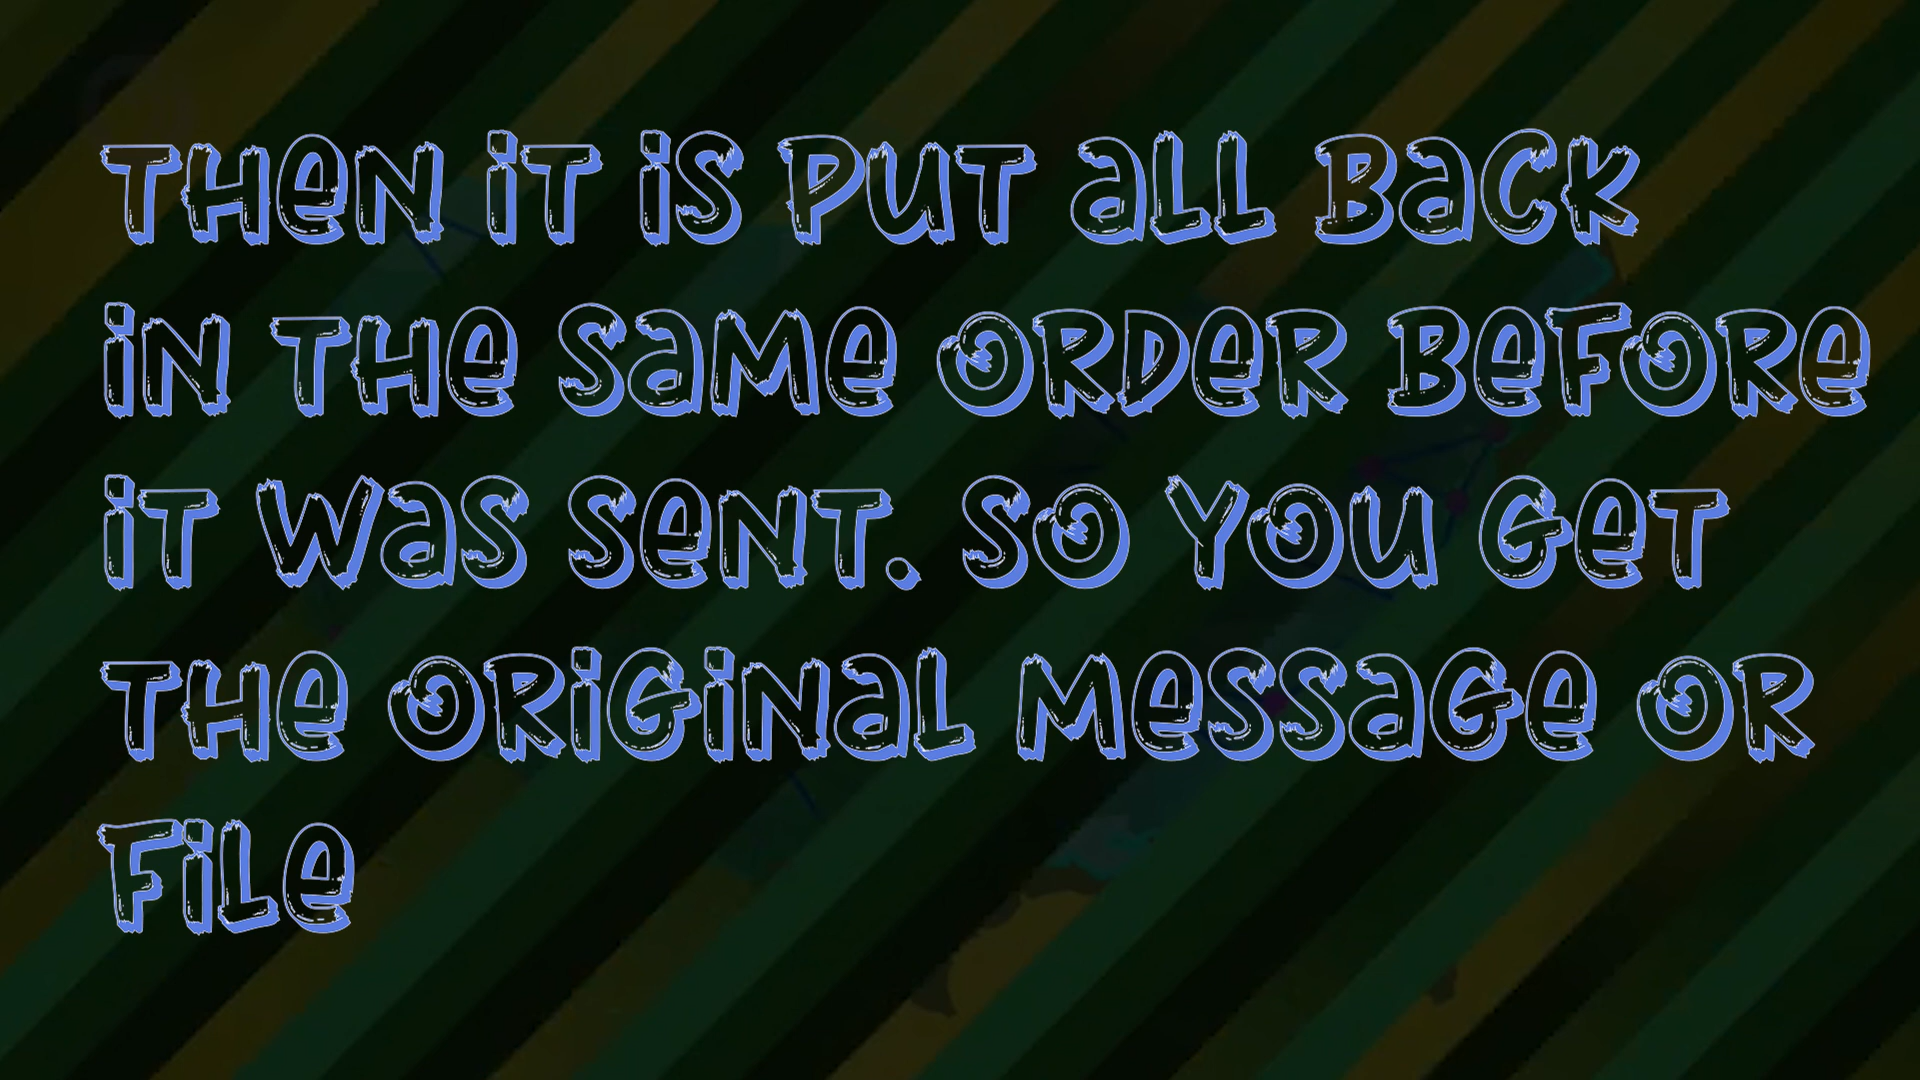 THeN iT iS PUT aLL BaCK
iN THe SaMe ORDeR BeFORe
iT WaS SeNT. SO YOU GeT
THe ORiGiNaL MeSSaGe OR
FiLe